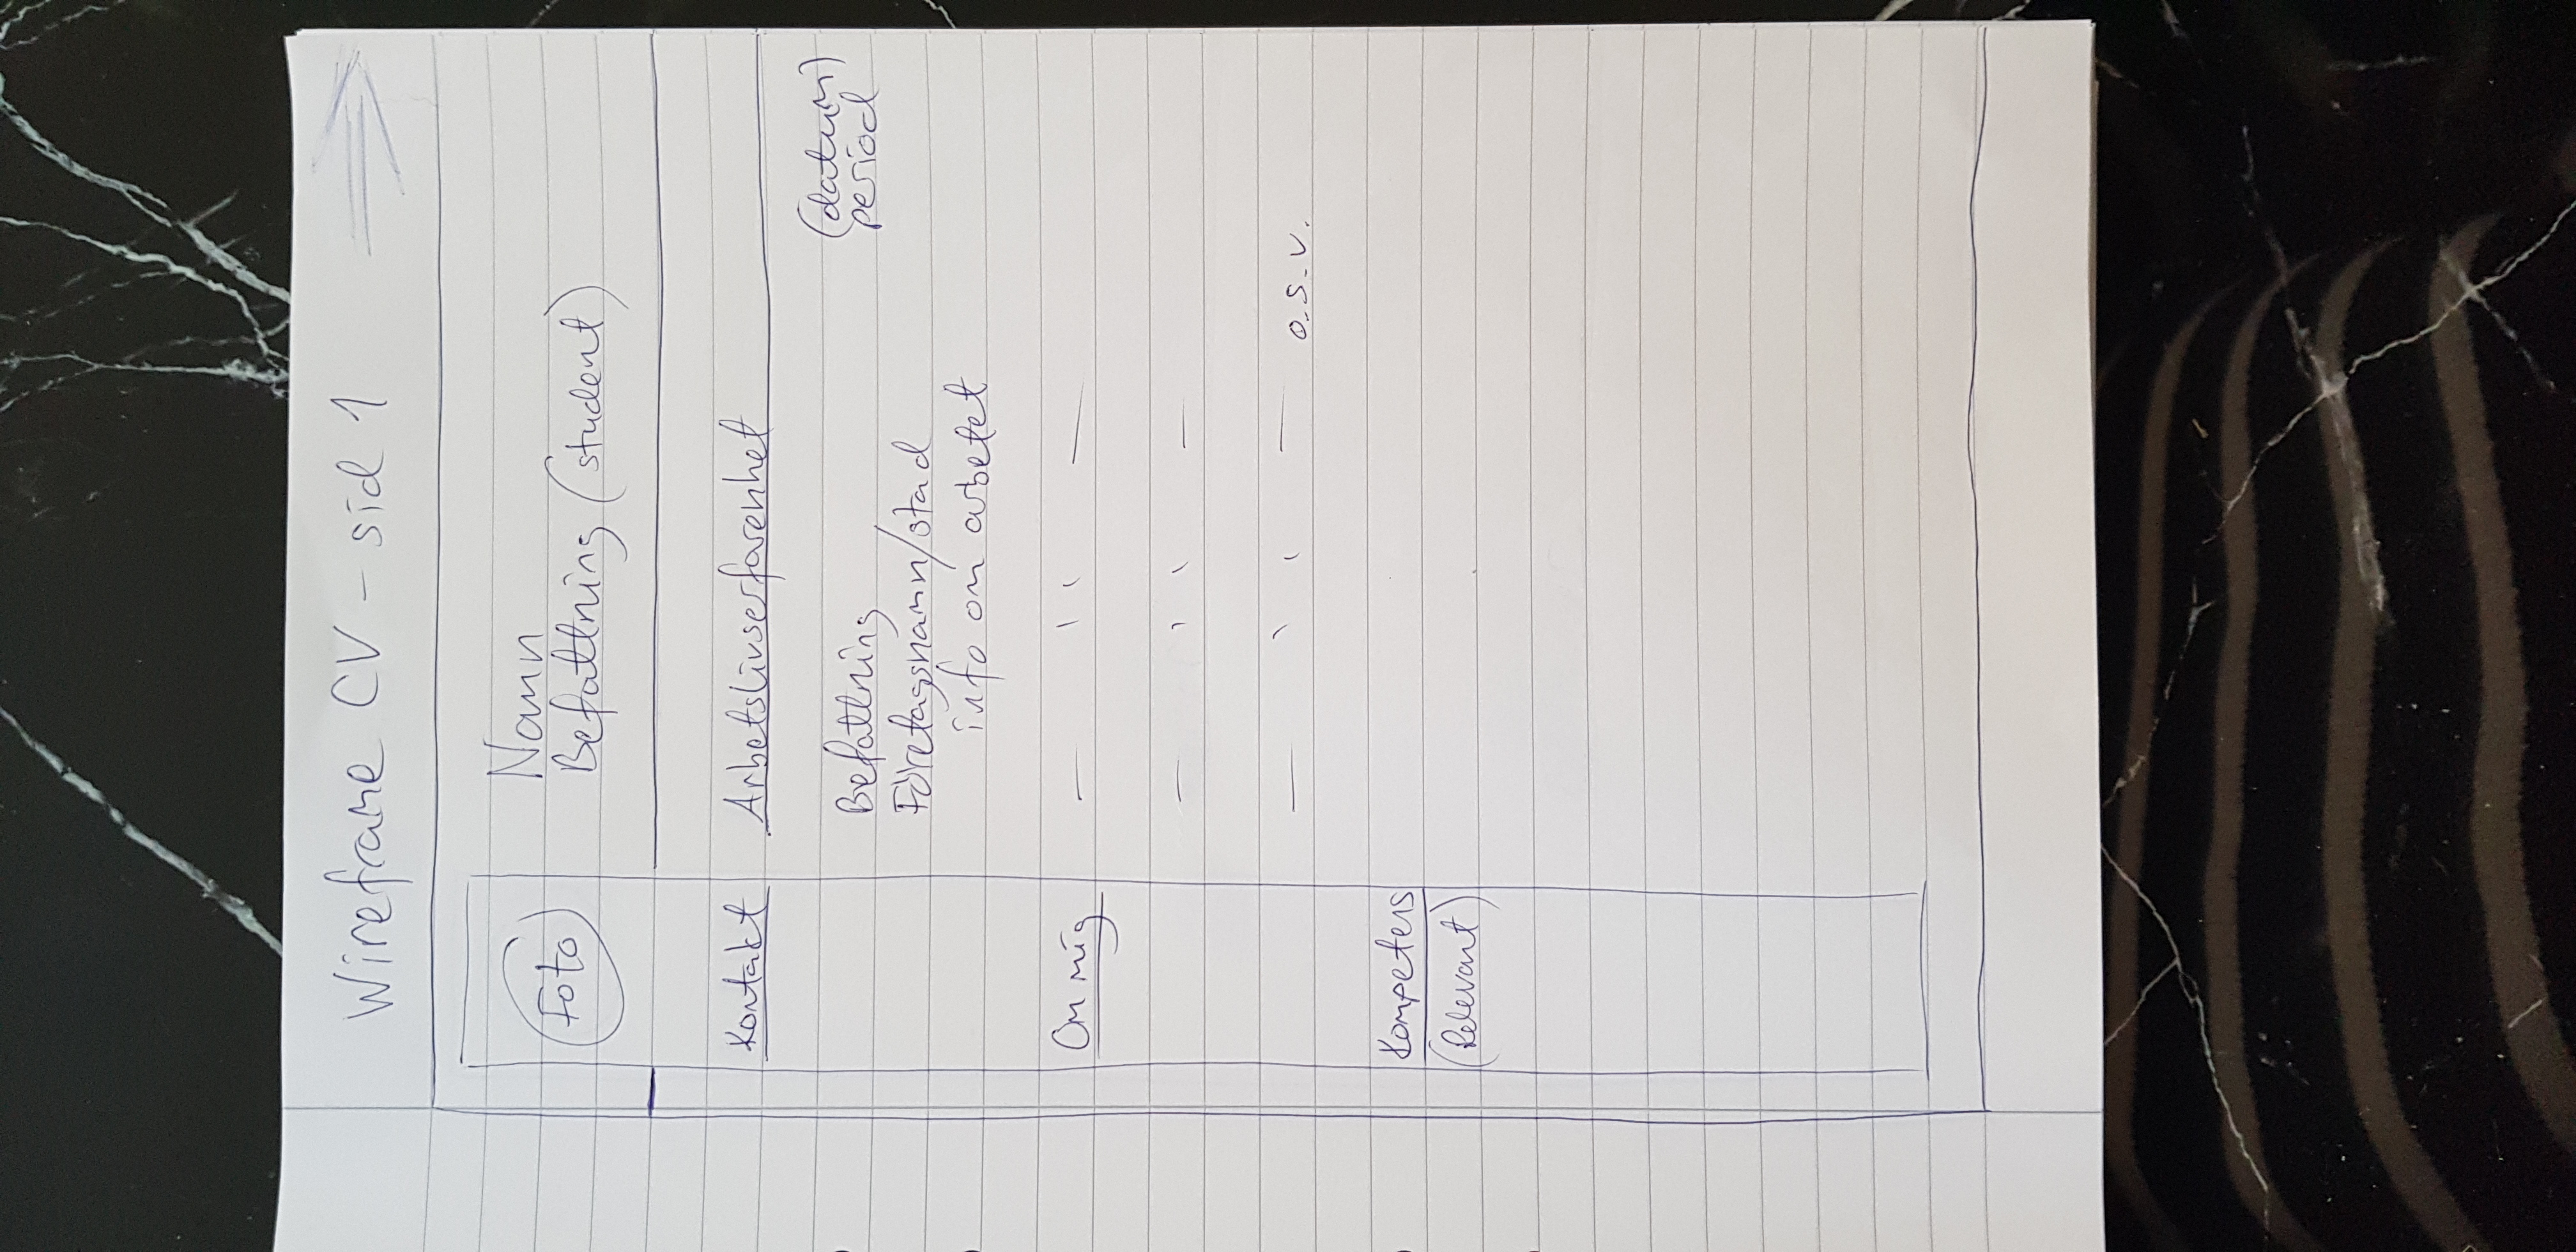 Wireframe CV - sid 1
Foto
Namn
Befattning (student)
Kontakt
Arbetslivserfarenhet
(datum)
Befattning
period
Företagsnamn/stad
info om arbetet
Om mig
— '' —
— '' —
— '' — o.s.v.
Kompetens
(Relevant)